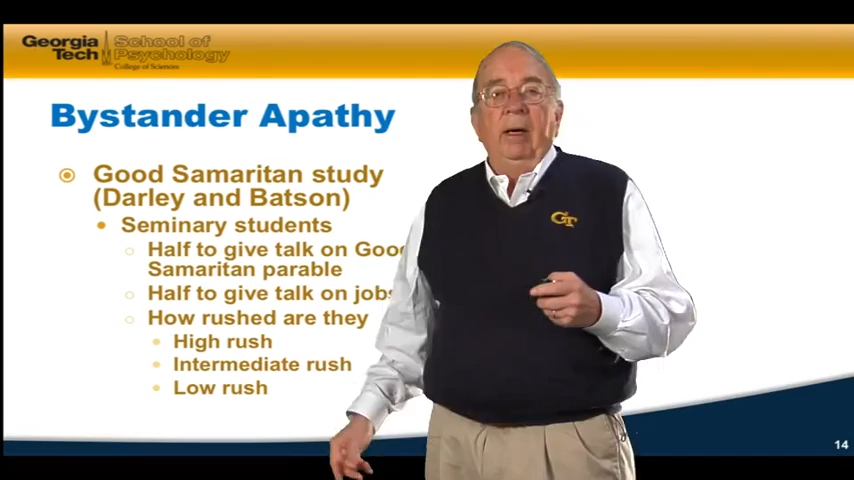 Georgia Tech
School of Psychology
College of Sciences
Bystander Apathy
Good Samaritan study
(Darley and Batson)
Seminary students
Half to give talk on Goo
Samaritan parable
Half to give talk on jobs
How rushed are they
High rush
Intermediate rush
Low rush
GT
14